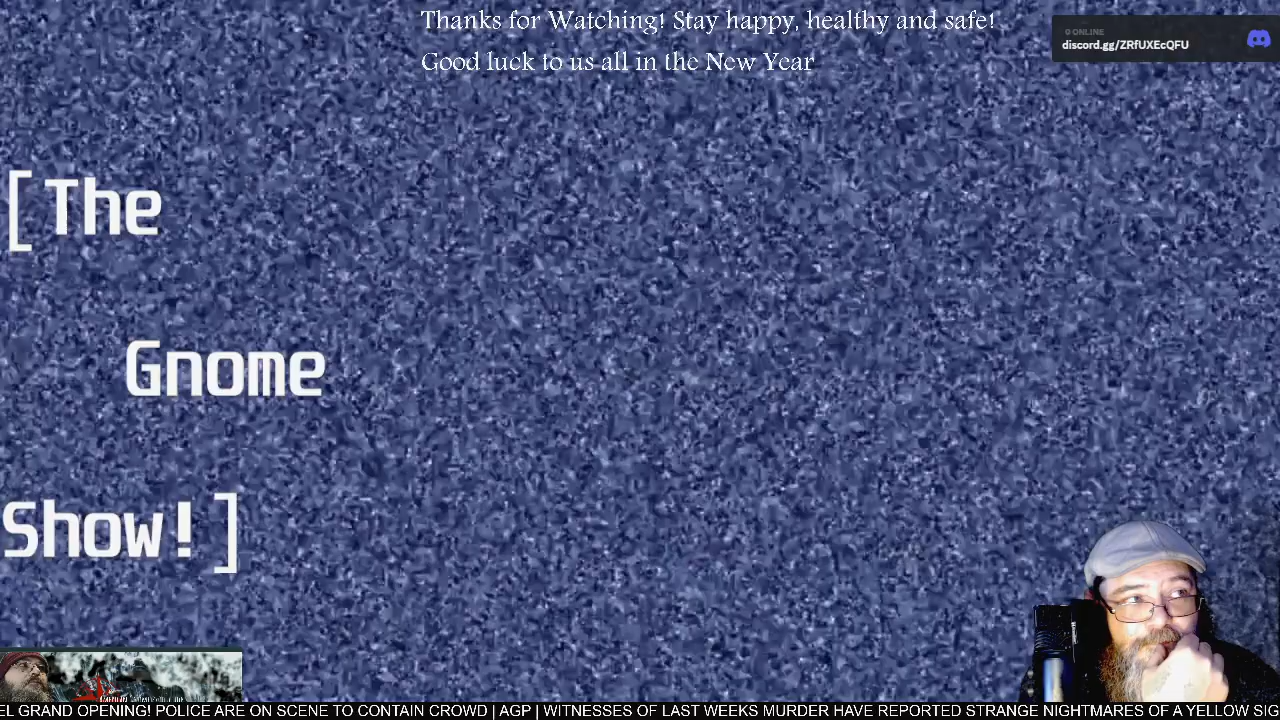 Thanks for Watching! Stay happy, healthy and safe!
Good luck to us all in the New Year
0 ONLINE
discord.gg/ZRfUXEcQFU
[The
Gnome
Show!]
EL GRAND OPENING! POLICE ARE ON SCENE TO CONTAIN CROWD | AGP | WITNESSES OF LAST WEEKS MURDER HAVE REPORTED STRANGE NIGHTMARES OF A YELLOW SIG